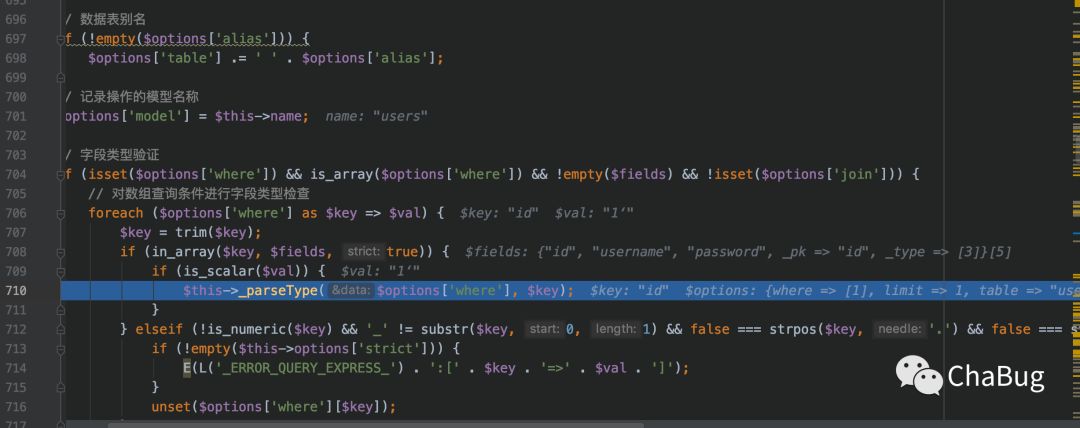 695
696 / 数据表别名
697 f (!empty($options['alias'])) {
698 $options['table'] .= ' ' . $options['alias'];
699
700 / 记录操作的模型名称
701 options['model'] = $this->name; name: "users"
702
703 / 字段类型验证
704 f (isset($options['where']) && is_array($options['where']) && !empty($fields) && !isset($options['join'])) {
705 // 对数组查询条件进行字段类型检查
706 foreach ($options['where'] as $key => $val) { $key: "id" $val: "1‘"
707 $key = trim($key);
708 if (in_array($key, $fields, strict: true)) { $fields: {"id", "username", "password", _pk => "id", _type => [3]}[5]
709 if (is_scalar($val)) { $val: "1‘"
710 $this->_parseType( &data: $options['where'], $key); $key: "id" $options: {where => [1], limit => 1, table => "use
711 }
712 } elseif (!is_numeric($key) && '_' != substr($key, start: 0, length: 1) && false === strpos($key, needle: '.') && false === s
713 if (!empty($this->options['strict'])) {
714 E(L('_ERROR_QUERY_EXPRESS_') . ':[' . $key . '=>' . $val . ']');
715 }
716 unset($options['where'][$key]);
717
ChaBug